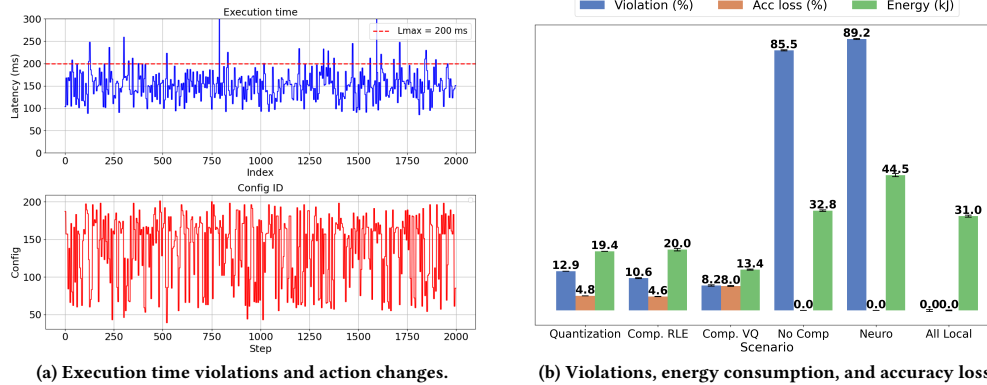 Execution time
300
250
200
150
100
50
0
Latency (ms)
Lmax = 200 ms
0 250 500 750 1000 1250 1500 1750 2000
Index
Config ID
200
150
100
50
Config
0 250 500 750 1000 1250 1500 1750 2000
Step
(a) Execution time violations and action changes.
Violation (%) Acc loss (%) Energy (kJ)
12.9 4.8 19.4
10.6 4.6 20.0
8.2 8.0 13.4
85.5 0.0 32.8
89.2 0.0 44.5
0.0 0.0 31.0
Quantization Comp. RLE Comp. VQ No Comp Neuro All Local
Scenario
(b) Violations, energy consumption, and accuracy loss